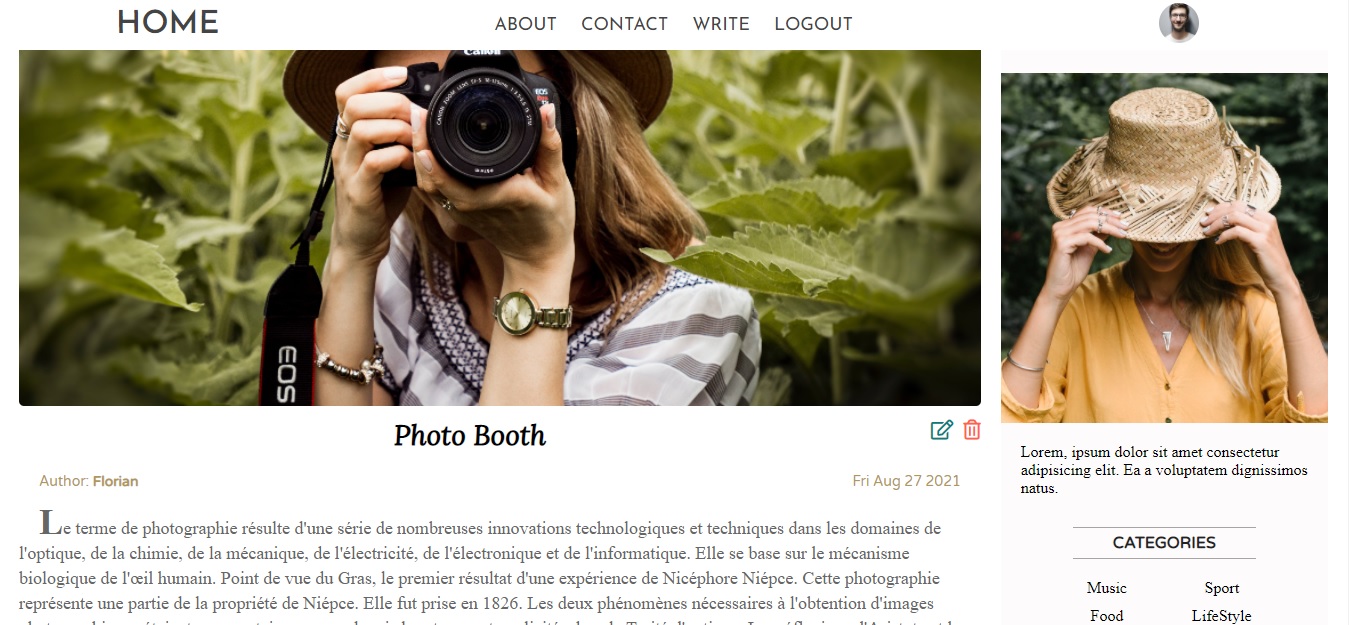 HOME
ABOUT CONTACT WRITE LOGOUT
Canon
EOS
EOS
Photo Booth
Author: Florian
Fri Aug 27 2021
Le terme de photographie résulte d'une série de nombreuses innovations technologiques et techniques dans les domaines de
l'optique, de la chimie, de la mécanique, de l'électricité, de l'électronique et de l'informatique. Elle se base sur le mécanisme
biologique de l'œil humain. Point de vue du Gras, le premier résultat d'une expérience de Nicéphore Niépce. Cette photographie
représente une partie de la propriété de Niépce. Elle fut prise en 1826. Les deux phénomènes nécessaires à l'obtention d'images
Lorem, ipsum dolor sit amet consectetur
adipisicing elit. Ea a voluptatem dignissimos
natus.
CATEGORIES
Music Sport
Food LifeStyle